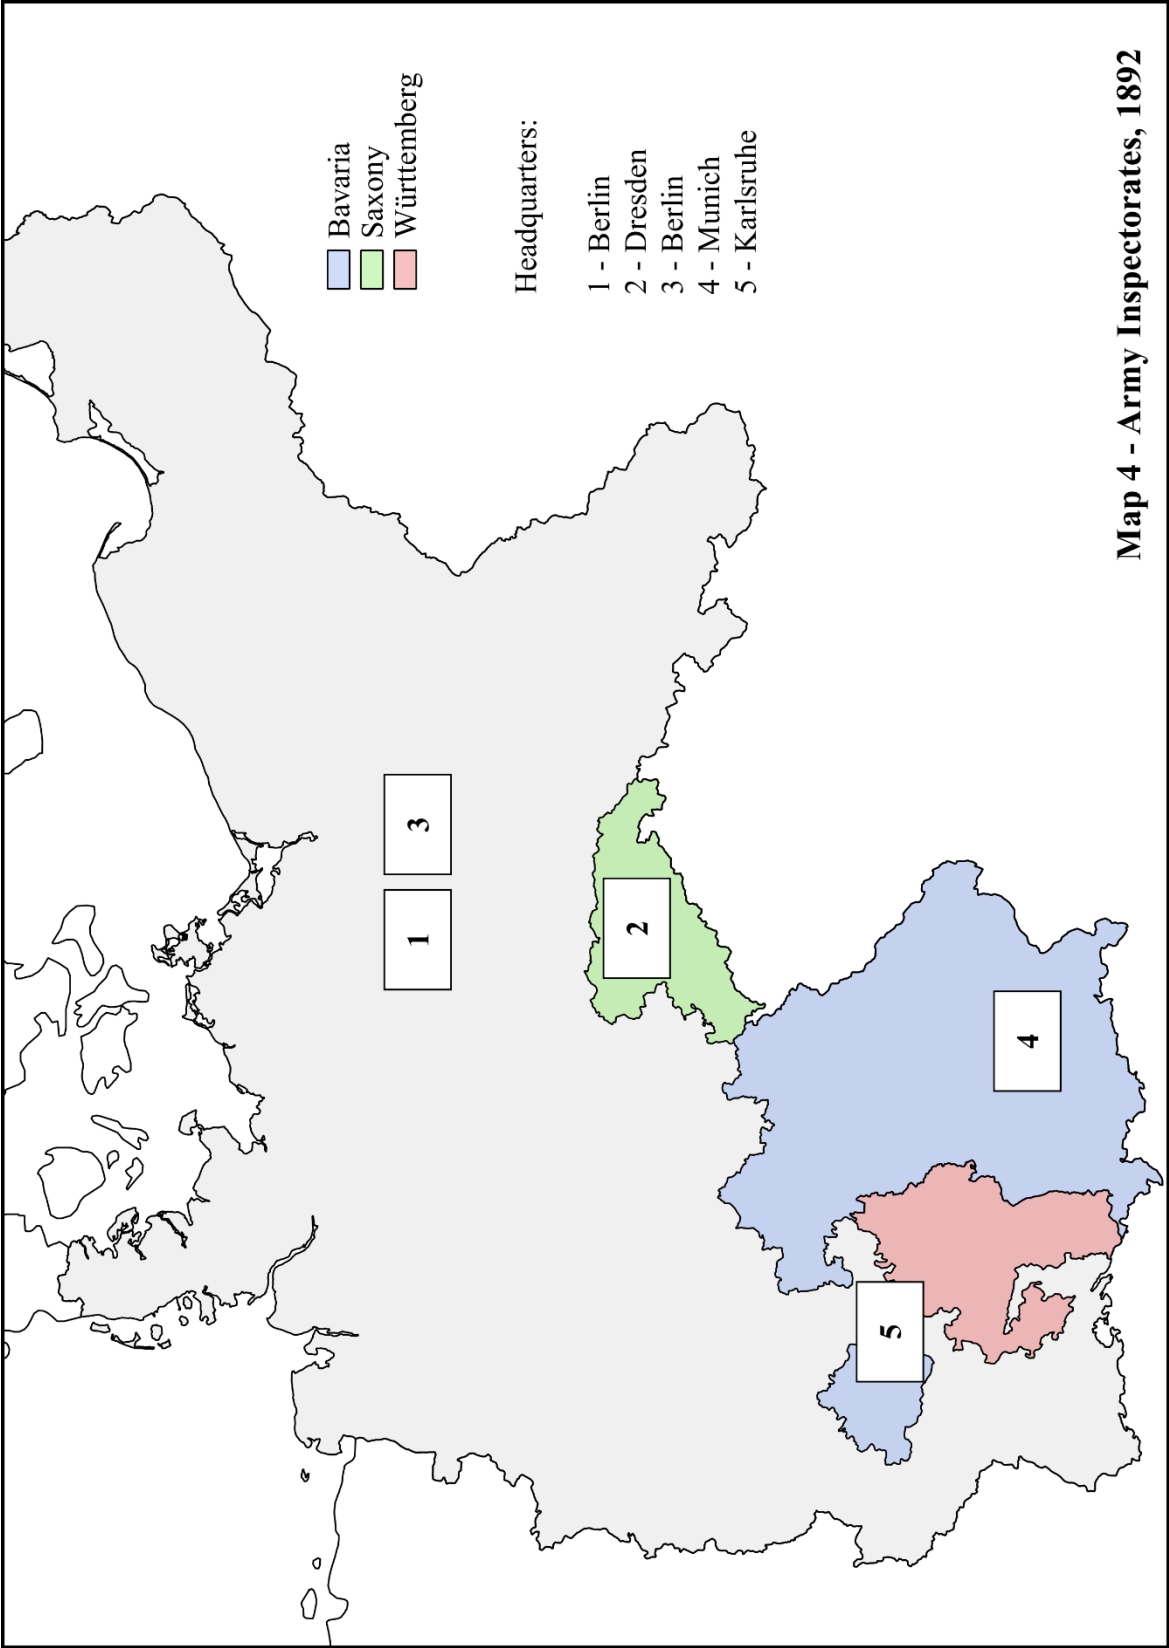 Bavaria
Saxony
Württemberg
Headquarters:
1 - Berlin
2 - Dresden
3 - Berlin
4 - Munich
5 - Karlsruhe
1
3
2
5
4
Map 4 - Army Inspectorates, 1892